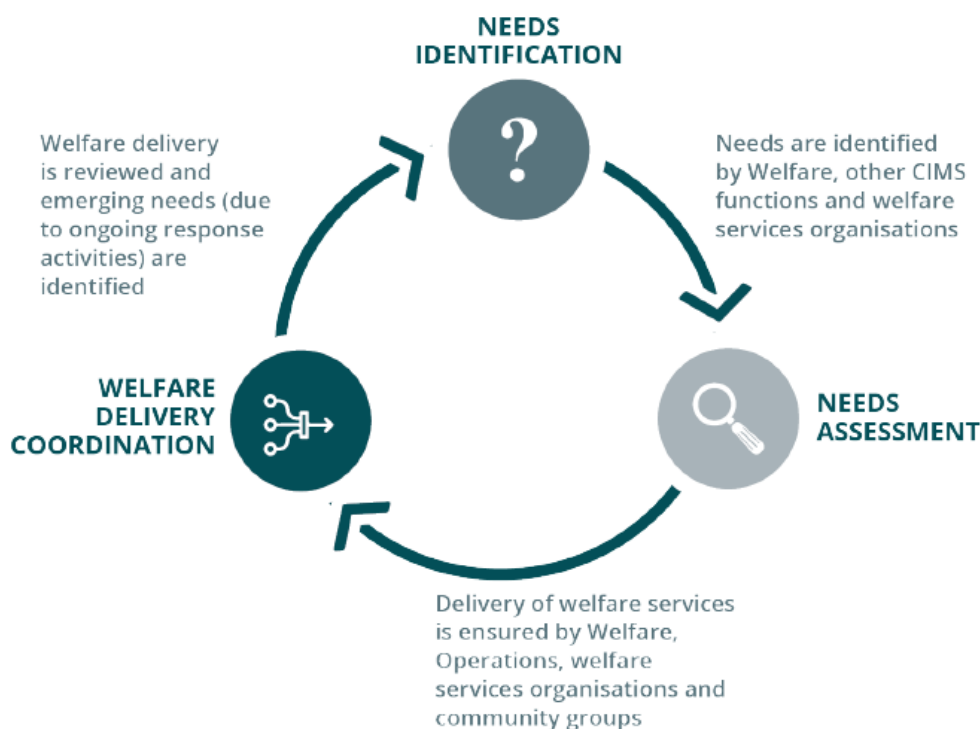 NEEDS
IDENTIFICATION
?
Welfare delivery
is reviewed and
emerging needs (due
to ongoing response
activities) are
identified
Needs are identified
by Welfare, other CIMS
functions and welfare
services organisations
WELFARE
DELIVERY
COORDINATION
NEEDS
ASSESSMENT
Delivery of welfare services
is ensured by Welfare,
Operations, welfare
services organisations and
community groups